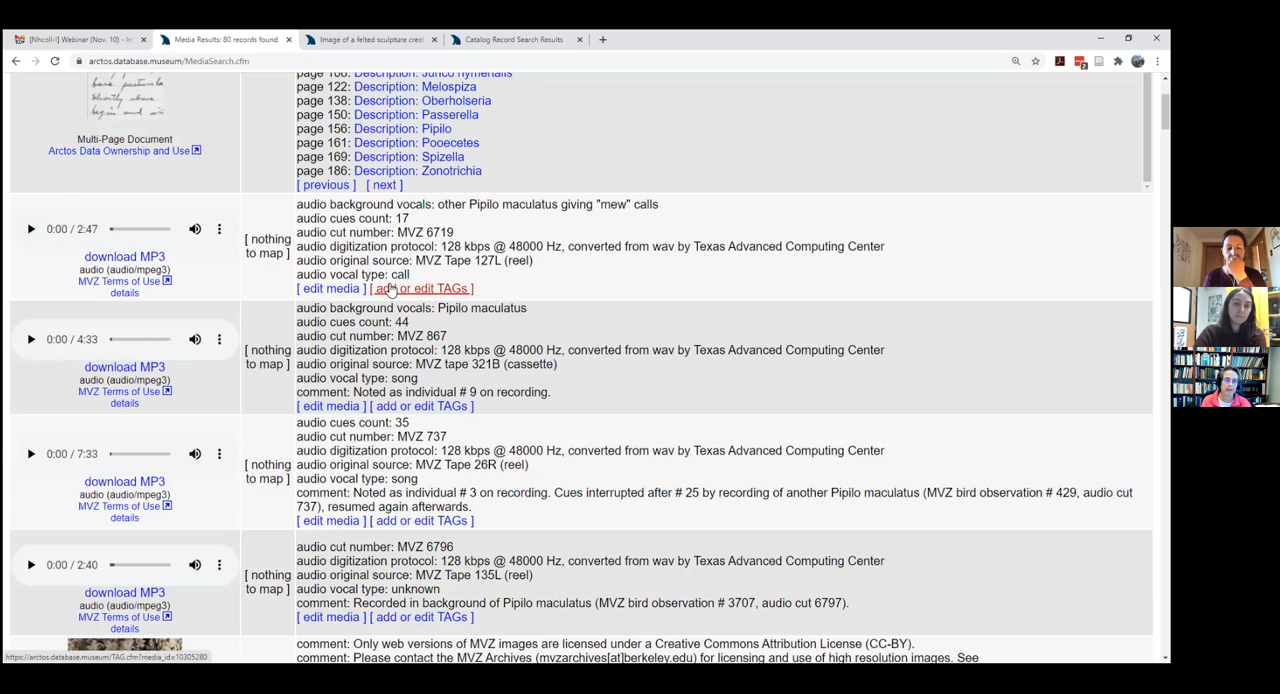 [Nhcoll-l] Webinar (Nov. 10) - In
Media Results: 80 records found
Image of a felted sculpture creat
Catalog Record Search Results
arctos.database.museum/MediaSearch.cfm
Multi-Page Document
Arctos Data Ownership and Use
page 106: Description: Junco hymenalis
page 122: Description: Melospiza
page 138: Description: Oberholseria
page 150: Description: Passerella
page 156: Description: Pipilo
page 161: Description: Pooecetes
page 169: Description: Spizella
page 186: Description: Zonotrichia
[ previous ] [ next ]
0:00 / 2:47
download MP3
audio (audio/mpeg3)
MVZ Terms of Use
details
[ nothing
to map ]
audio background vocals: other Pipilo maculatus giving "mew" calls
audio cues count: 17
audio cut number: MVZ 6719
audio digitization protocol: 128 kbps @ 48000 Hz, converted from wav by Texas Advanced Computing Center
audio original source: MVZ Tape 127L (reel)
audio vocal type: call
[ edit media ] [ add or edit TAGs ]
0:00 / 4:33
download MP3
audio (audio/mpeg3)
MVZ Terms of Use
details
[ nothing
to map ]
audio background vocals: Pipilo maculatus
audio cues count: 44
audio cut number: MVZ 867
audio digitization protocol: 128 kbps @ 48000 Hz, converted from wav by Texas Advanced Computing Center
audio original source: MVZ tape 321B (cassette)
audio vocal type: song
comment: Noted as individual # 9 on recording.
[ edit media ] [ add or edit TAGs ]
0:00 / 7:33
download MP3
audio (audio/mpeg3)
MVZ Terms of Use
details
[ nothing
to map ]
audio cues count: 35
audio cut number: MVZ 737
audio digitization protocol: 128 kbps @ 48000 Hz, converted from wav by Texas Advanced Computing Center
audio original source: MVZ Tape 26R (reel)
audio vocal type: song
comment: Noted as individual # 3 on recording. Cues interrupted after # 25 by recording of another Pipilo maculatus (MVZ bird observation # 429, audio cut
737), resumed again afterwards.
[ edit media ] [ add or edit TAGs ]
0:00 / 2:40
download MP3
audio (audio/mpeg3)
MVZ Terms of Use
details
[ nothing
to map ]
audio cut number: MVZ 6796
audio digitization protocol: 128 kbps @ 48000 Hz, converted from wav by Texas Advanced Computing Center
audio original source: MVZ Tape 135L (reel)
audio vocal type: unknown
comment: Recorded in background of Pipilo maculatus (MVZ bird observation # 3707, audio cut 6797).
[ edit media ] [ add or edit TAGs ]
comment: Only web versions of MVZ images are licensed under a Creative Commons Attribution License (CC-BY).
comment: Please contact the MVZ Archives (mvzarchives[at]berkeley.edu) for licensing and use of high resolution images. See
https://arctos.database.museum/TAG.cfm?media_id=10305280